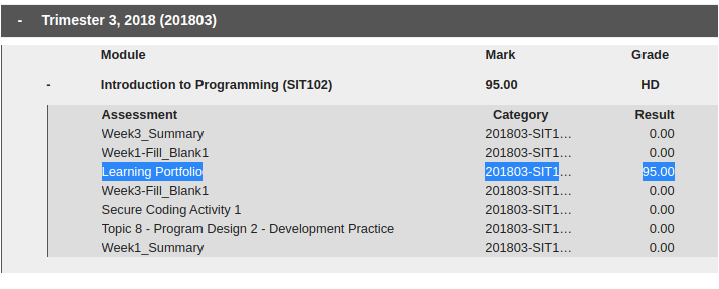 - Trimester 3, 2018 (201803)
Module Mark Grade
- Introduction to Programming (SIT102) 95.00 HD
Assessment Category Result
Week3_Summary 201803-SIT1… 0.00
Week1-Fill_Blank1 201803-SIT1… 0.00
Learning Portfolio 201803-SIT1… 95.00
Week3-Fill_Blank1 201803-SIT1… 0.00
Secure Coding Activity 1 201803-SIT1… 0.00
Topic 8 - Program Design 2 - Development Practice 201803-SIT1… 0.00
Week1_Summary 201803-SIT1… 0.00